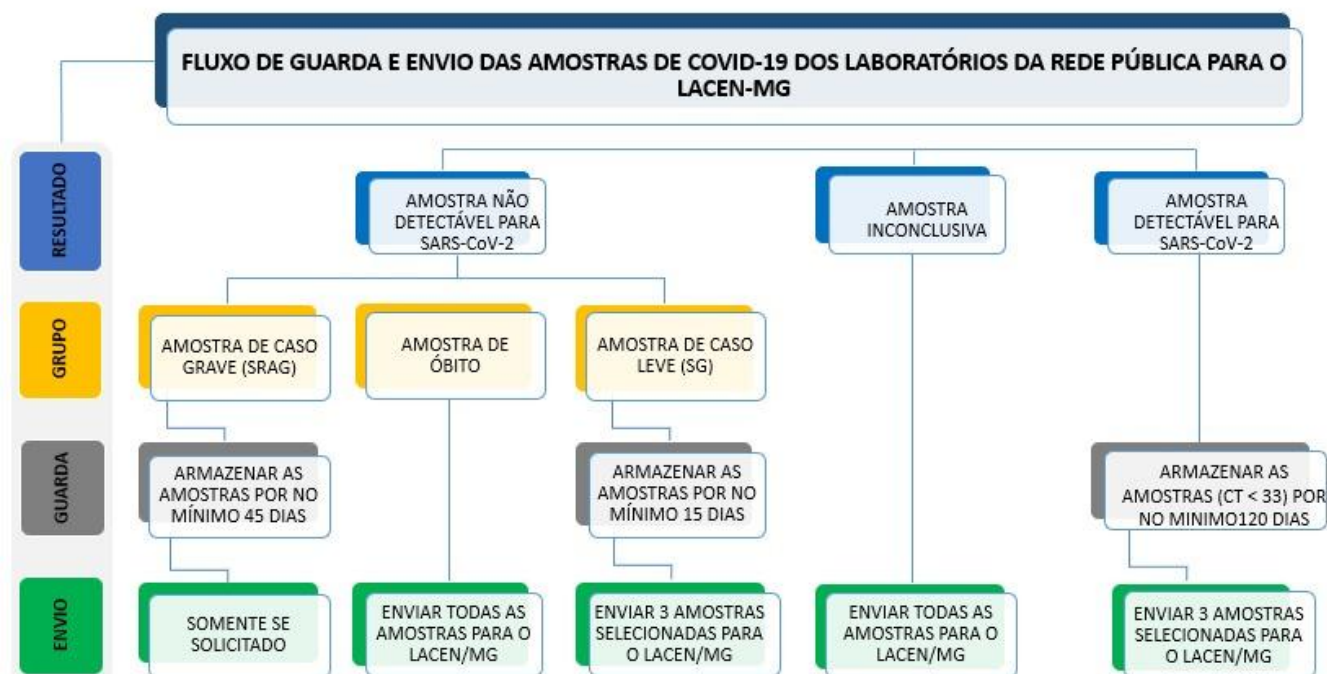 FLUXO DE GUARDA E ENVIO DAS AMOSTRAS DE COVID-19 DOS LABORATÓRIOS DA REDE PÚBLICA PARA O
LACEN-MG
RESULTADO
AMOSTRA NÃO
DETECTÁVEL PARA
SARS-CoV-2
AMOSTRA
INCONCLUSIVA
AMOSTRA
DETECTÁVEL PARA
SARS-CoV-2
GRUPO
AMOSTRA DE CASO
GRAVE (SRAG)
AMOSTRA DE
ÓBITO
AMOSTRA DE CASO
LEVE (SG)
GUARDA
ARMAZENAR AS
AMOSTRAS POR NO
MÍNIMO 45 DIAS
ARMAZENAR AS
AMOSTRAS POR NO
MÍNIMO 15 DIAS
ARMAZENAR AS
AMOSTRAS (CT < 33) POR
NO MINIMO120 DIAS
ENVIO
SOMENTE SE
SOLICITADO
ENVIAR TODAS AS
AMOSTRAS PARA O
LACEN/MG
ENVIAR 3 AMOSTRAS
SELECIONADAS PARA
O LACEN/MG
ENVIAR TODAS AS
AMOSTRAS PARA O
LACEN/MG
ENVIAR 3 AMOSTRAS
SELECIONADAS PARA
O LACEN/MG